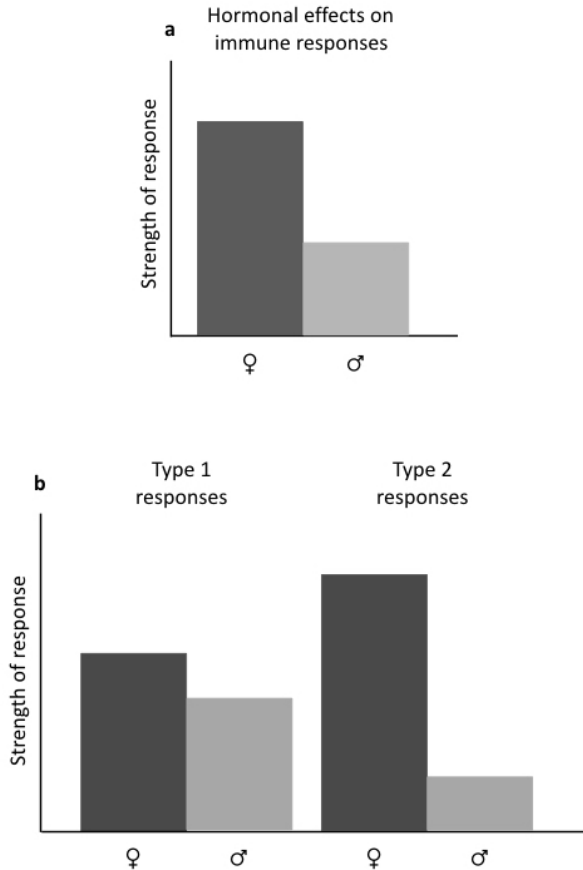 a
Hormonal effects on
immune responses
Strength of response
♀ ♂
b
Type 1
responses
Type 2
responses
Strength of response
♀ ♂ ♀ ♂